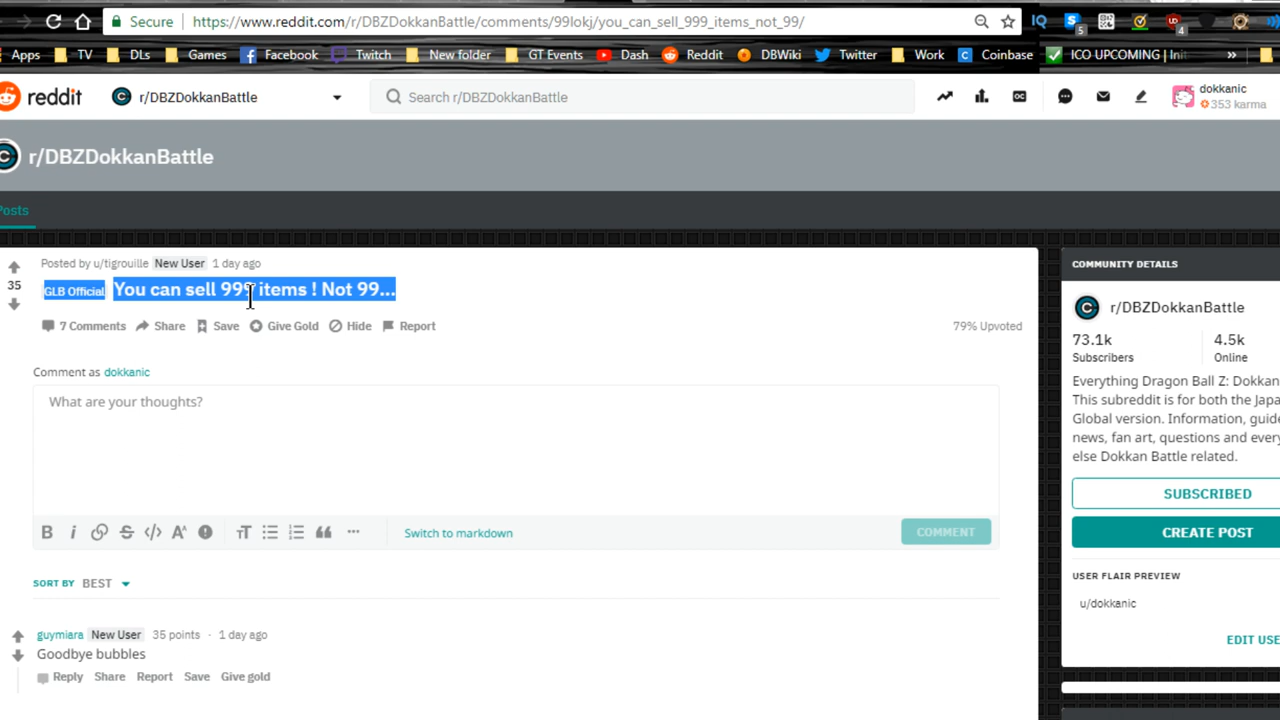 Secure https://www.reddit.com/r/DBZDokkanBattle/comments/99lokj/you_can_sell_999_items_not_99/
IQ 5 4
Apps TV DLs Games Facebook Twitch New folder GT Events Dash Reddit DBWiki Twitter Work Coinbase ICO UPCOMING | Init »
reddit r/DBZDokkanBattle Search r/DBZDokkanBattle dokkanic
353 karma
r/DBZDokkanBattle
Posts
Posted by u/tigrouille New User 1 day ago
35
GLB Official You can sell 999 items ! Not 99...
7 Comments Share Save Give Gold Hide Report 79% Upvoted
Comment as dokkanic
What are your thoughts?
Switch to markdown COMMENT
SORT BY BEST
guymiara New User 35 points · 1 day ago
Goodbye bubbles
Reply Share Report Save Give gold
COMMUNITY DETAILS
r/DBZDokkanBattle
73.1k 4.5k
Subscribers Online
Everything Dragon Ball Z: Dokkan
This subreddit is for both the Japa
Global version. Information, guide
news, fan art, questions and every
else Dokkan Battle related.
SUBSCRIBED
CREATE POST
USER FLAIR PREVIEW
u/dokkanic
EDIT USE